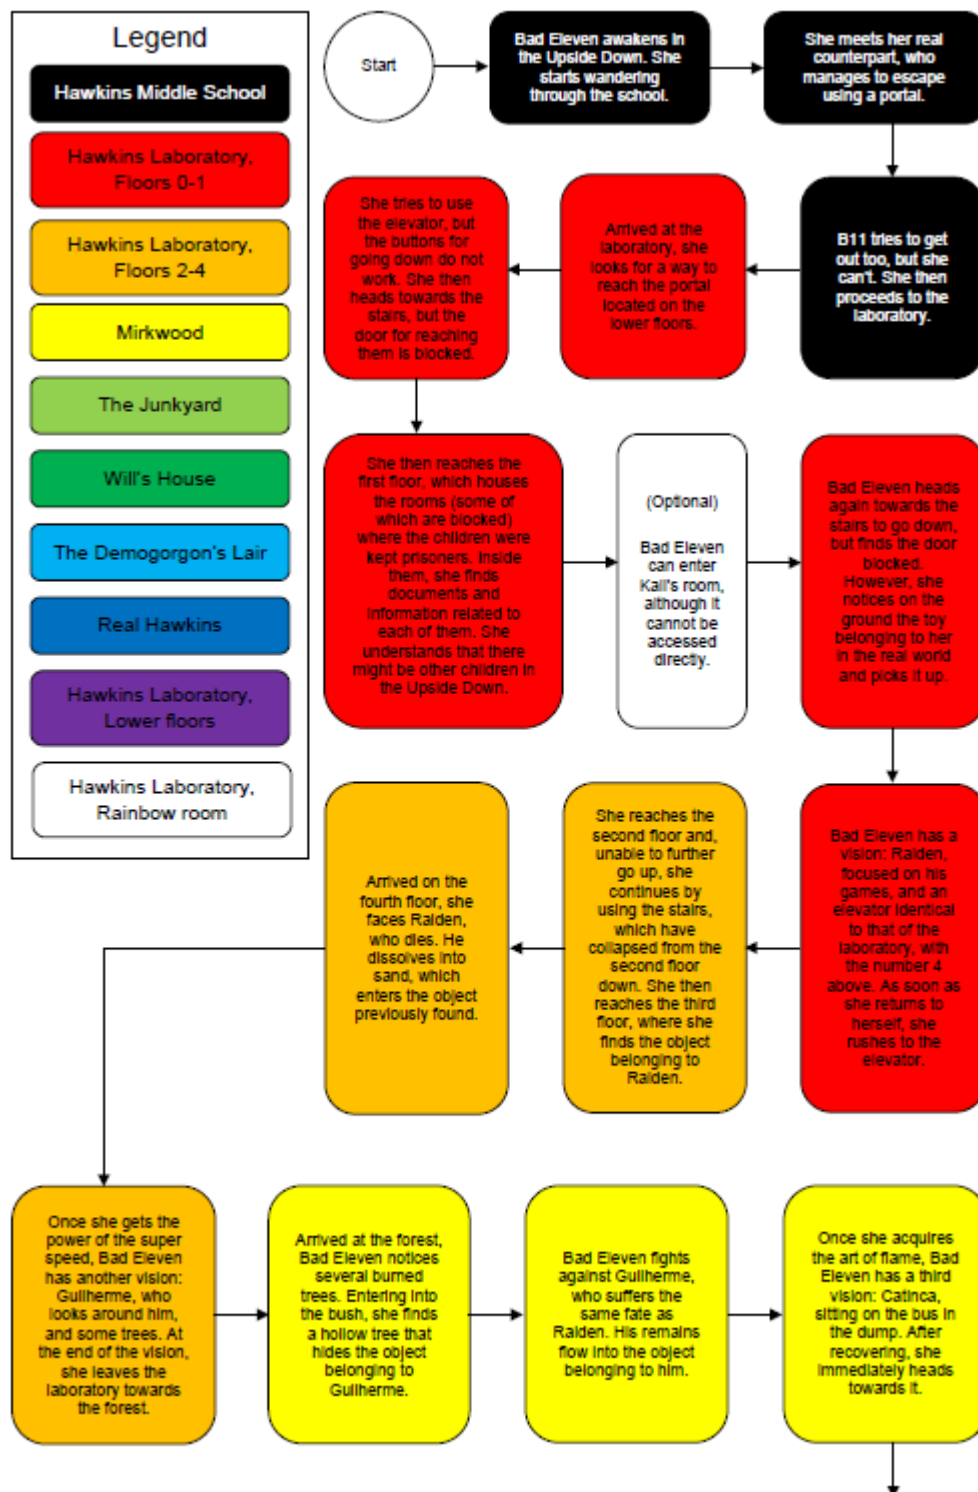 Legend
Hawkins Middle School
Hawkins Laboratory,
Floors 0-1
Hawkins Laboratory,
Floors 2-4
Mirkwood
The Junkyard
Will's House
The Demogorgon's Lair
Real Hawkins
Hawkins Laboratory,
Lower floors
Hawkins Laboratory,
Rainbow room
Start
Bad Eleven awakens in
the Upside Down. She
starts wandering
through the school.
She meets her real
counterpart, who
manages to escape
using a portal.
B11 tries to get
out too, but she
can't. She then
proceeds to the
laboratory.
Arrived at the
laboratory, she
looks for a way to
reach the portal
located on the
lower floors.
She tries to use
the elevator, but
the buttons for
going down do not
work. She then
heads towards the
stairs, but the
door for reaching
them is blocked.
She then reaches the
first floor, which houses
the rooms (some of
which are blocked)
where the children were
kept prisoners. Inside
them, she finds
documents and
information related to
each of them. She
understands that there
might be other children in
the Upside Down.
(Optional)
Bad Eleven
can enter
Kali's room,
although it
cannot be
accessed
directly.
Bad Eleven heads
again towards the
stairs to go down,
but finds the door
blocked.
However, she
notices on the
ground the toy
belonging to her
in the real world
and picks it up.
Bad Eleven has a
vision: Raiden,
focused on his
games, and an
elevator identical
to that of the
laboratory, with
the number 4
above. As soon as
she returns to
herself, she
rushes to the
elevator.
She reaches the
second floor and,
unable to further
go up, she
continues by
using the stairs,
which have
collapsed from the
second floor
down. She then
reaches the third
floor, where she
finds the object
belonging to
Raiden.
Arrived on the
fourth floor, she
faces Raiden,
who dies. He
dissolves into
sand, which
enters the object
previously found.
Once she gets the
power of the super
speed, Bad Eleven
has another vision:
Guilherme, who
looks around him,
and some trees. At
the end of the vision,
she leaves the
laboratory towards
the forest.
Arrived at the forest,
Bad Eleven notices
several burned
trees. Entering into
the bush, she finds
a hollow tree that
hides the object
belonging to
Guilherme.
Bad Eleven fights
against Guilherme,
who suffers the
same fate as
Raiden. His remains
flow into the object
belonging to him.
Once she acquires
the art of flame, Bad
Eleven has a third
vision: Catinca,
sitting on the bus in
the dump. After
recovering, she
immediately heads
towards it.